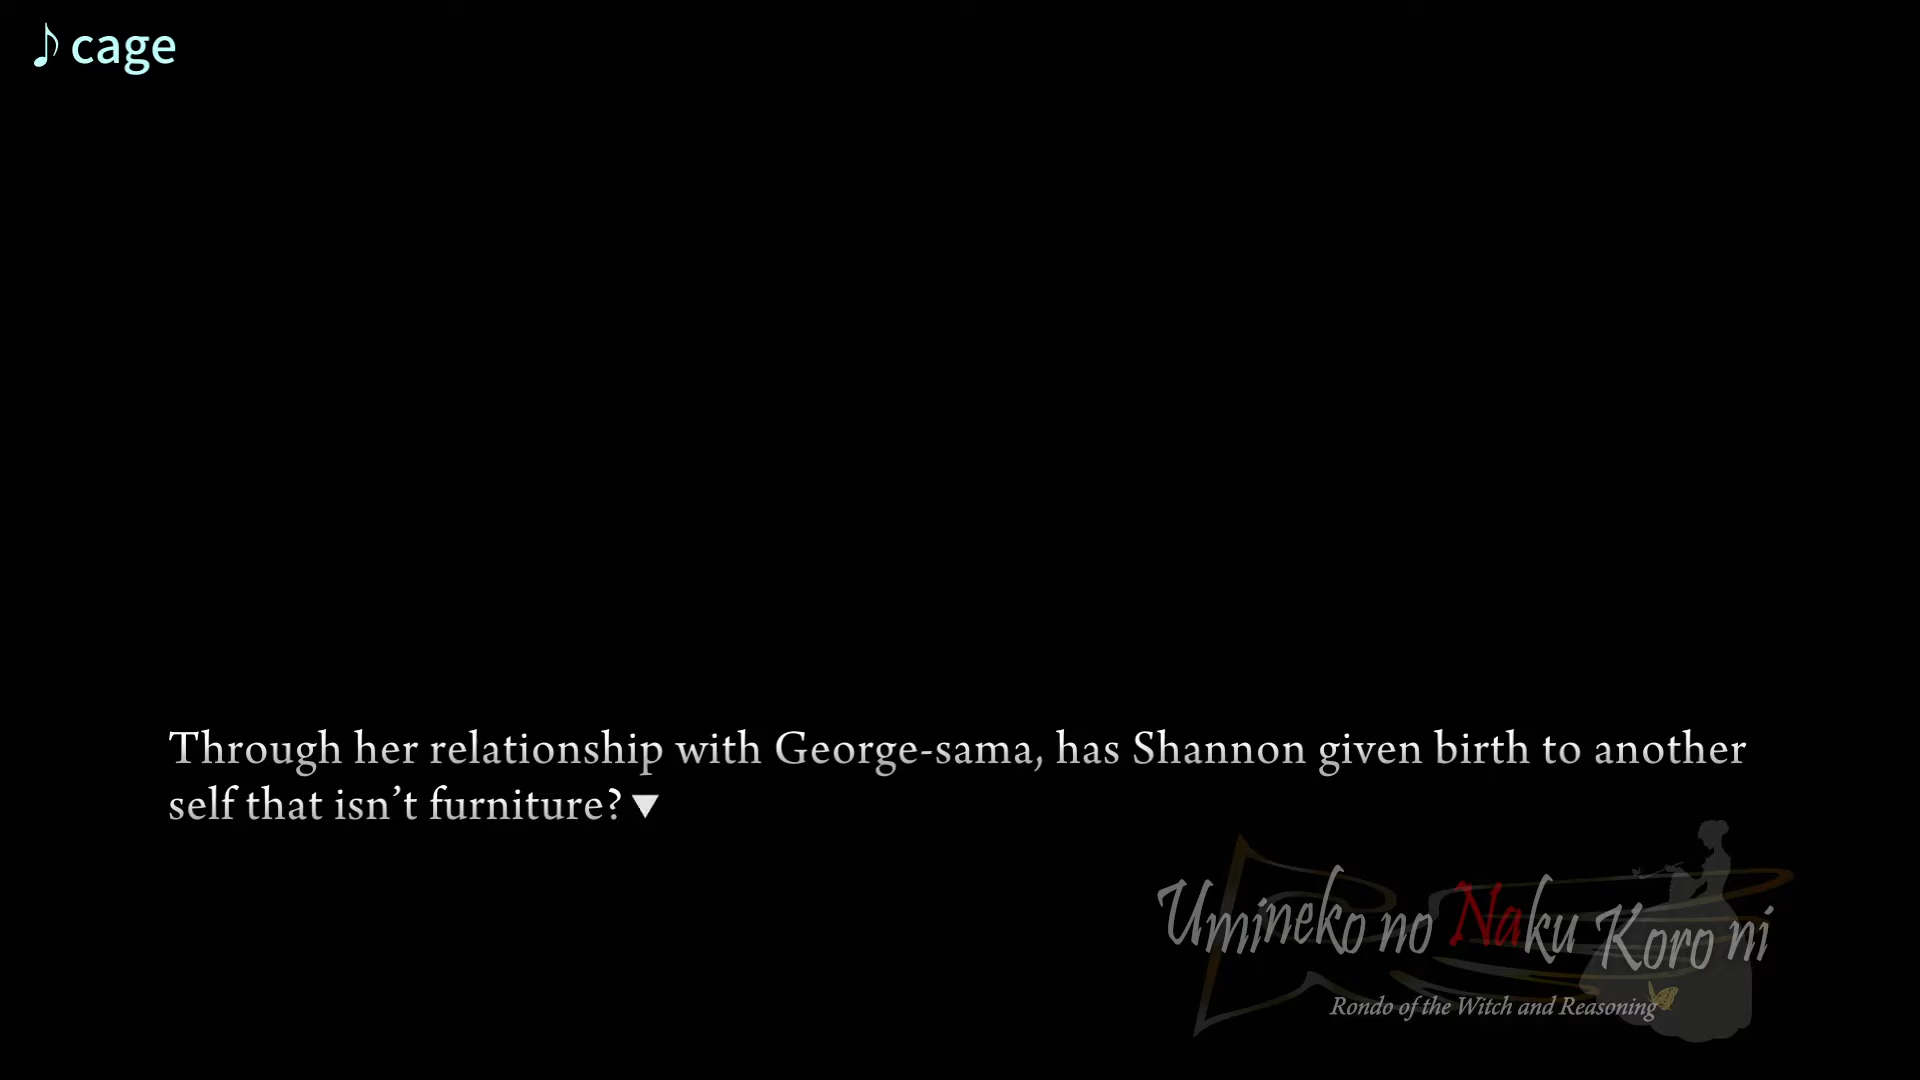 ♪ cage
Through her relationship with George-sama, has Shannon given birth to another
self that isn’t furniture?▼
Umineko no Naku Koro ni
Rondo of the Witch and Reasoning